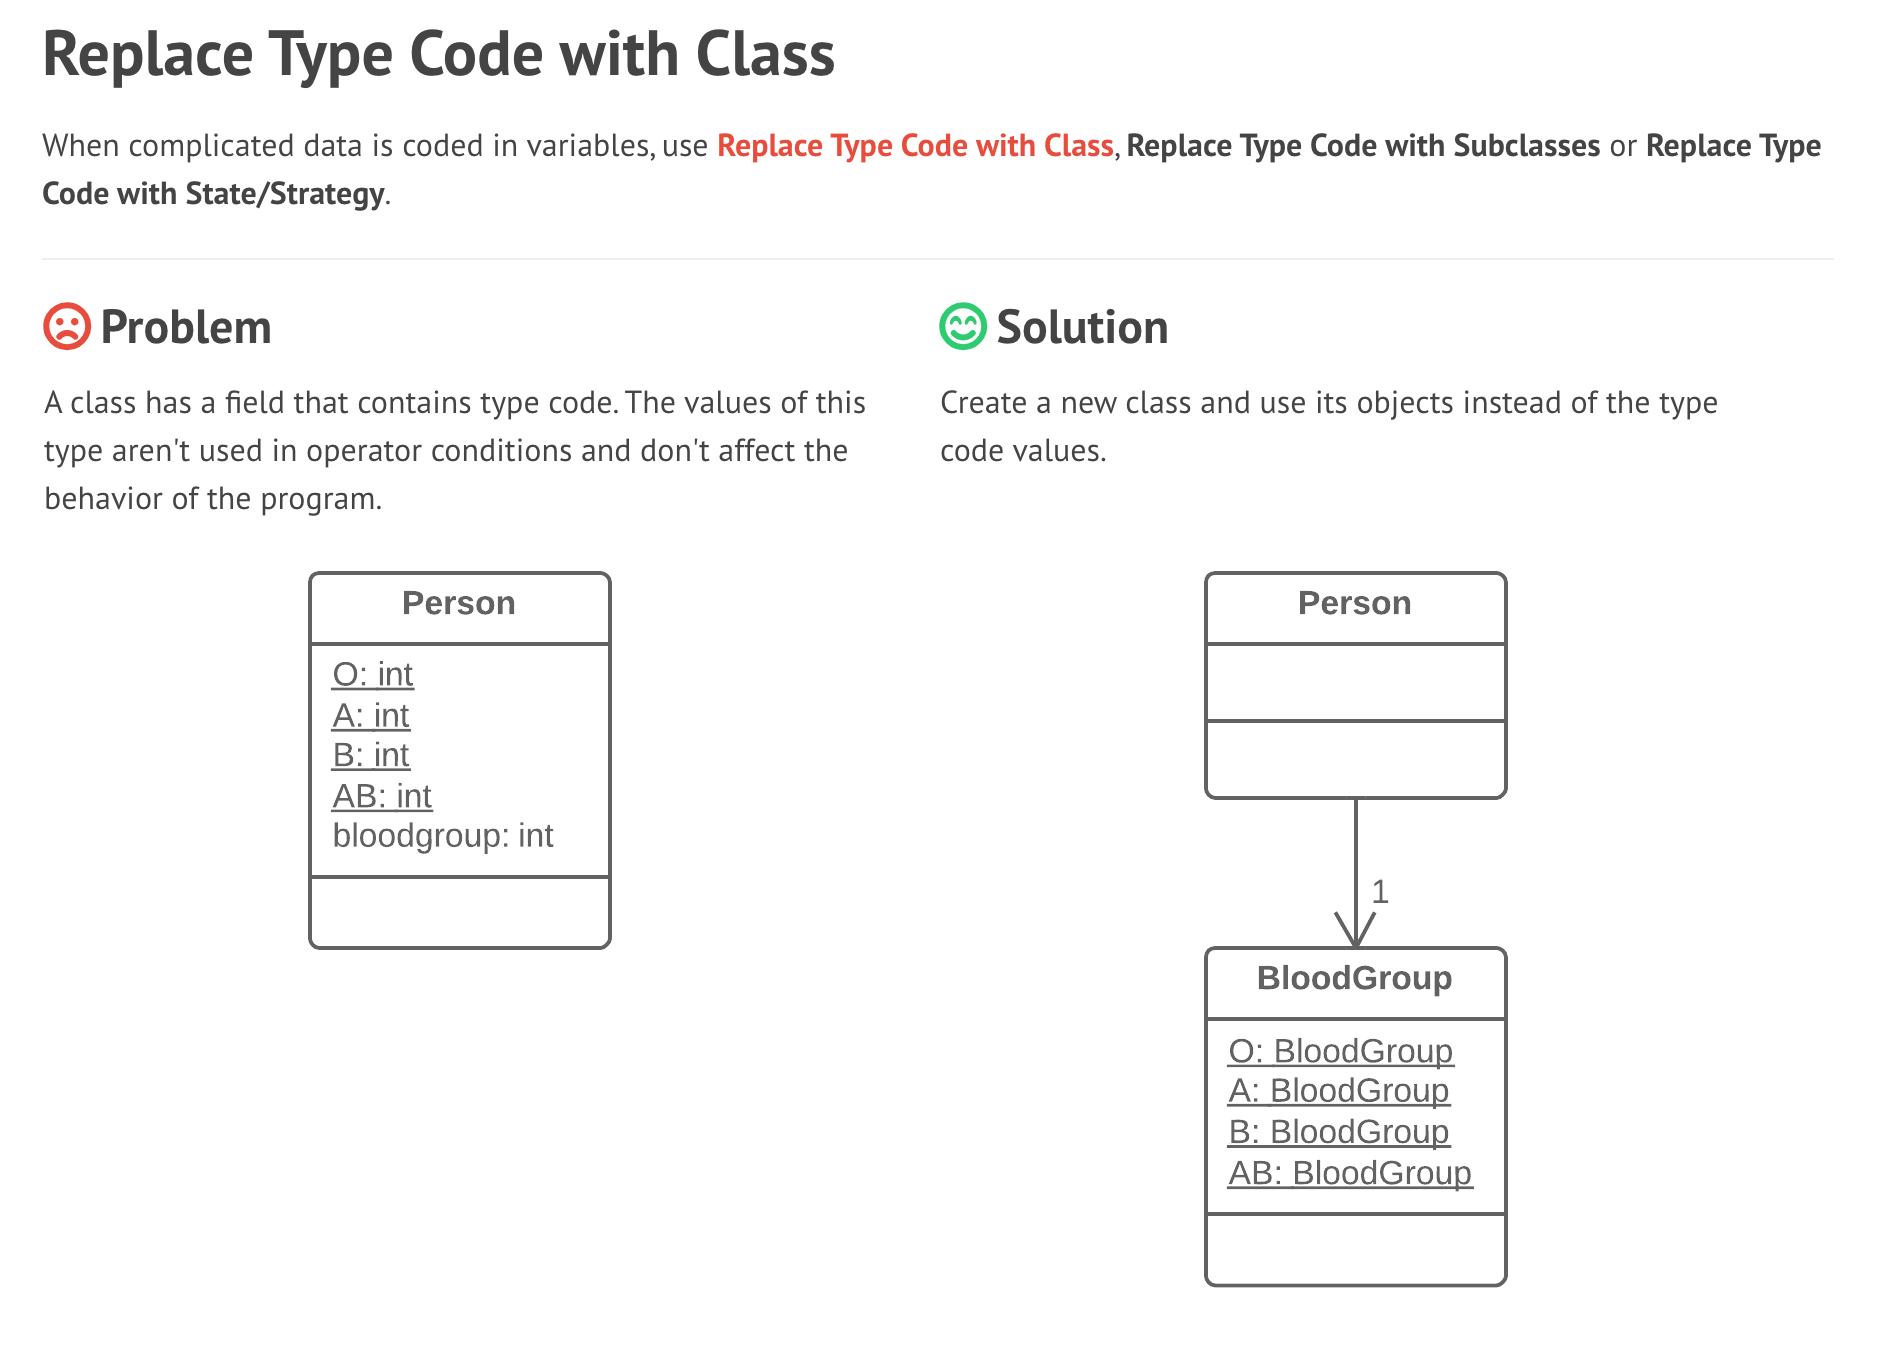 Replace Type Code with Class
When complicated data is coded in variables, use Replace Type Code with Class, Replace Type Code with Subclasses or Replace Type
Code with State/Strategy.
Problem
A class has a field that contains type code. The values of this
type aren't used in operator conditions and don't affect the
behavior of the program.
Person
O: int
A: int
B: int
AB: int
bloodgroup: int
Solution
Create a new class and use its objects instead of the type
code values.
Person
1
BloodGroup
O: BloodGroup
A: BloodGroup
B: BloodGroup
AB: BloodGroup